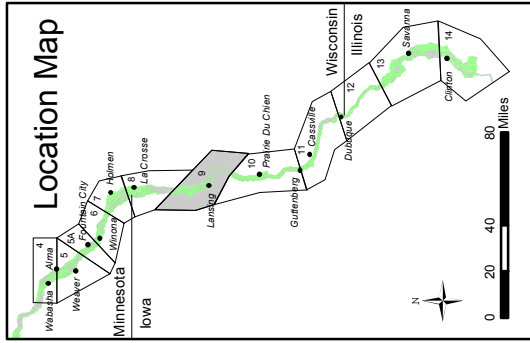 Location Map
4
Wabasha
Alma
5
5A
Weaver
Fountain City
6
Winona
7
Holmen
Minnesota
Iowa
8
La Crosse
9
Lansing
10
Prairie Du Chien
Guttenberg
11
Cassville
Wisconsin
Illinois
Dubuque
12
13
Savanna
14
Clinton
N
0 20 40 80
Miles